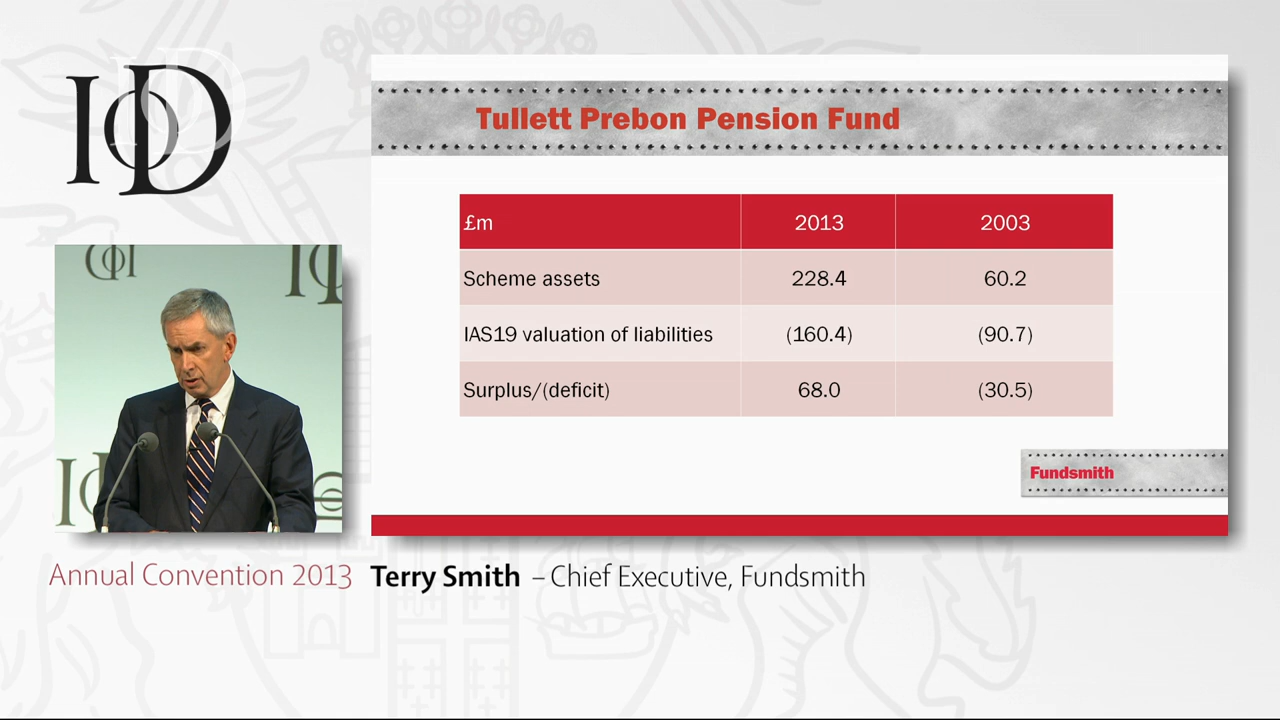 IOD
Tullett Prebon Pension Fund
£m 2013 2003
Scheme assets 228.4 60.2
IAS19 valuation of liabilities (160.4) (90.7)
Surplus/(deficit) 68.0 (30.5)
Fundsmith
Annual Convention 2013 Terry Smith – Chief Executive, Fundsmith